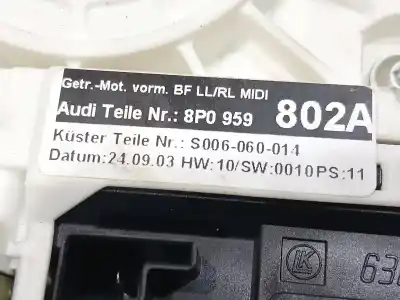 Getr.-Mot. vorm. BF LL/RL MIDI
Audi Teile Nr.: 8P0 959 802A
Küster Teile Nr.: S006-060-014
Datum:24.09.03 HW:10/SW:0010PS:11
LK